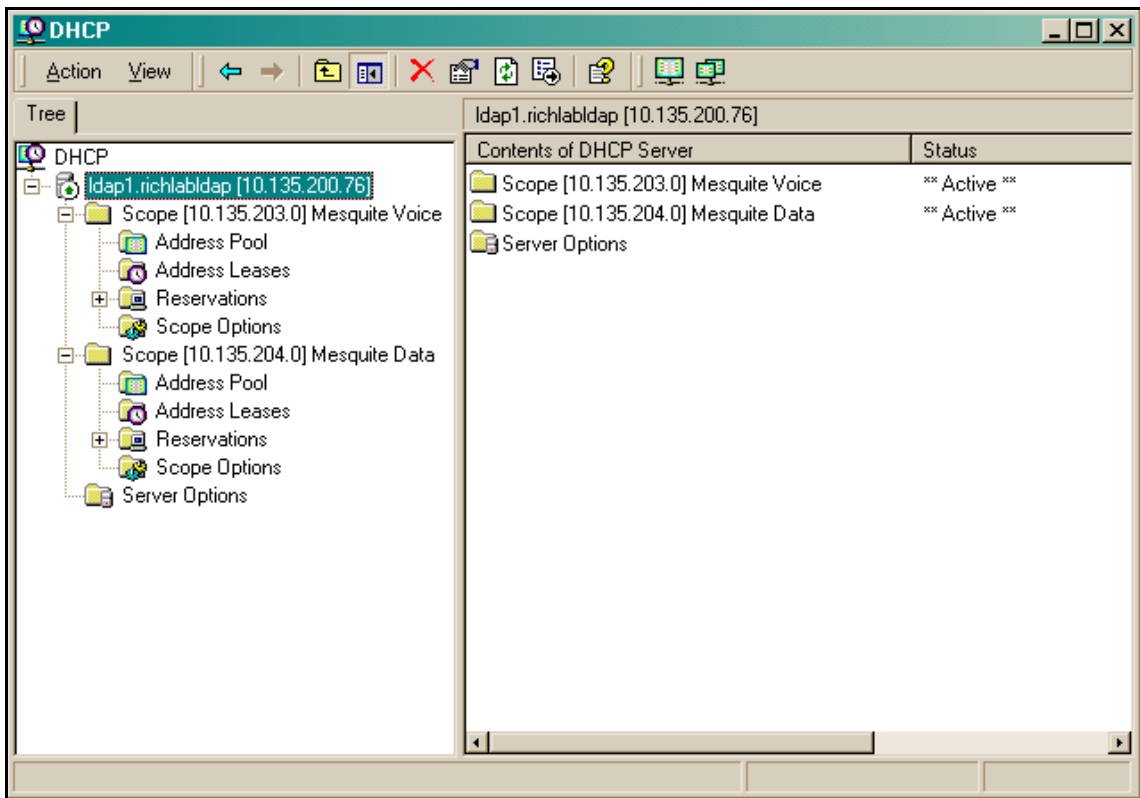 DHCP
Action View
Tree
ldap1.richlabldap [10.135.200.76]
DHCP
ldap1.richlabldap [10.135.200.76]
Scope [10.135.203.0] Mesquite Voice
Address Pool
Address Leases
Reservations
Scope Options
Scope [10.135.204.0] Mesquite Data
Address Pool
Address Leases
Reservations
Scope Options
Server Options
Contents of DHCP Server Status
Scope [10.135.203.0] Mesquite Voice ** Active **
Scope [10.135.204.0] Mesquite Data ** Active **
Server Options